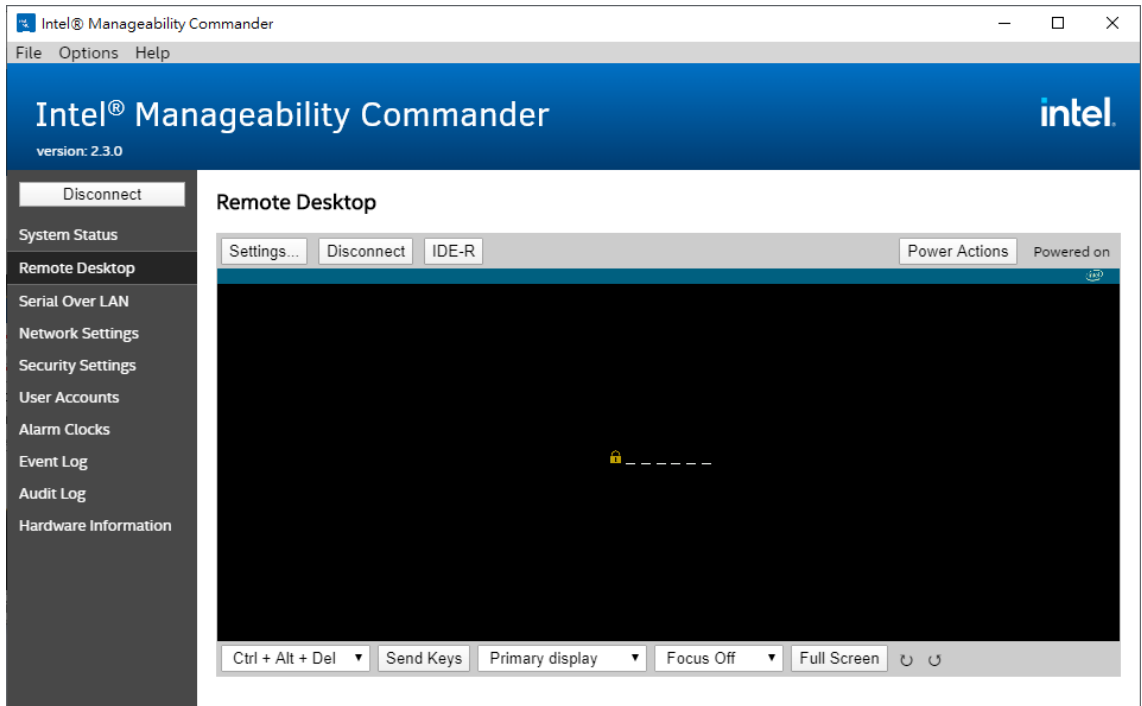 Intel® Manageability Commander
File Options Help
Intel® Manageability Commander
intel.
version: 2.3.0
Disconnect
Remote Desktop
System Status
Settings... Disconnect IDE-R Power Actions Powered on
Remote Desktop
Serial Over LAN
Network Settings
Security Settings
User Accounts
Alarm Clocks
Event Log
_ _ _ _ _ _
Audit Log
Hardware Information
Ctrl + Alt + Del Send Keys Primary display Focus Off Full Screen